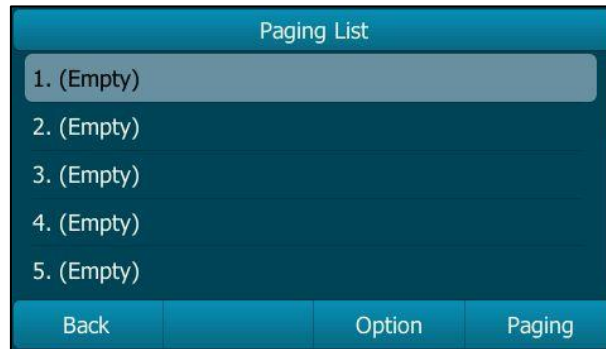 Paging List
1. (Empty)
2. (Empty)
3. (Empty)
4. (Empty)
5. (Empty)
Back Option Paging